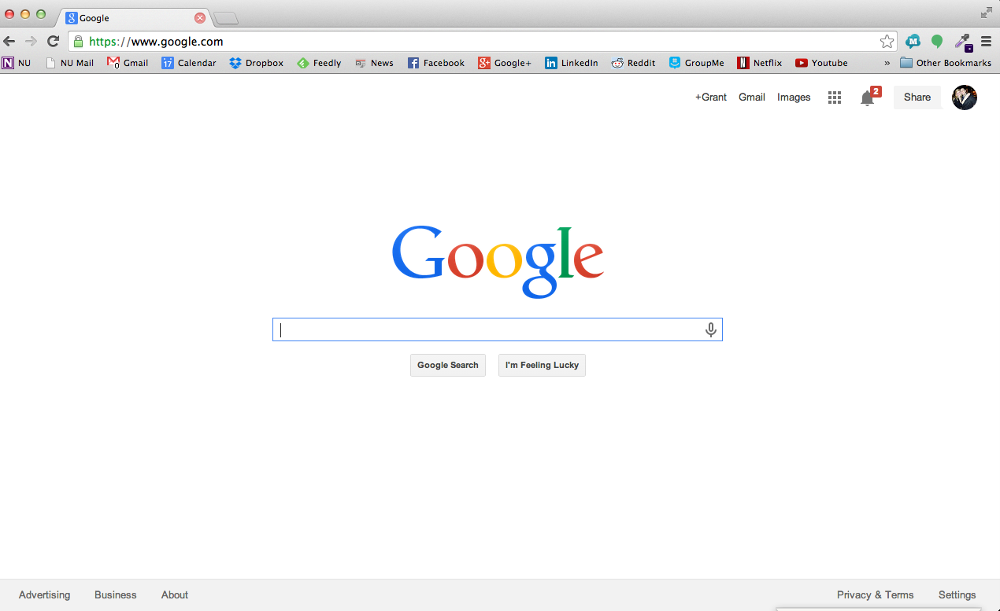 Google
https://www.google.com
NU NU Mail 0 Gmail 17 Calendar Dropbox Feedly News Facebook Google+ LinkedIn Reddit GroupMe Netflix Youtube » Other Bookmarks
+Grant Gmail Images 2 Share
Google
Google Search I'm Feeling Lucky
Advertising Business About Privacy & Terms Settings